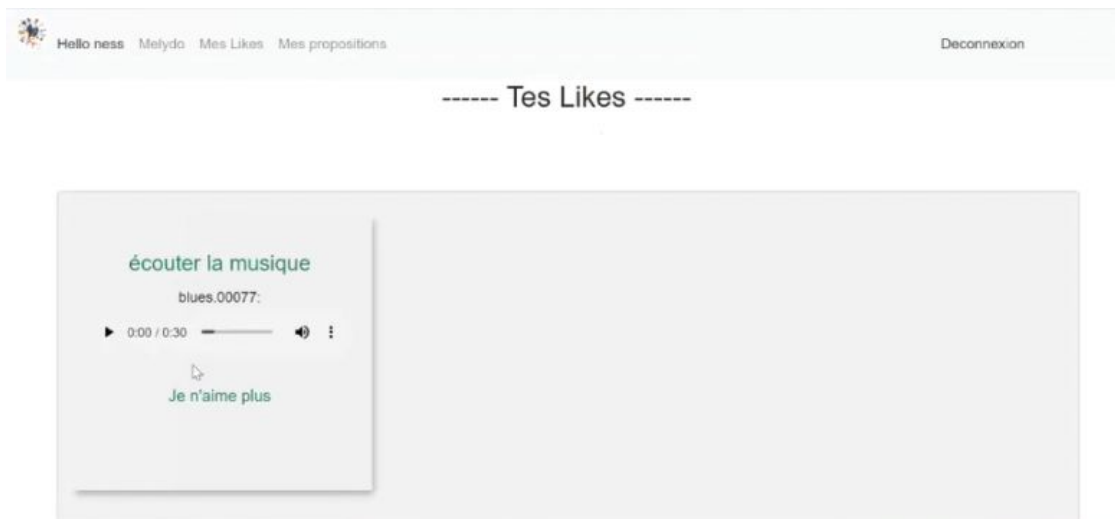 Hello ness Melydo Mes Likes Mes propositions Deconnexion
------ Tes Likes ------
écouter la musique
blues.00077:
0:00 / 0:30
Je n'aime plus